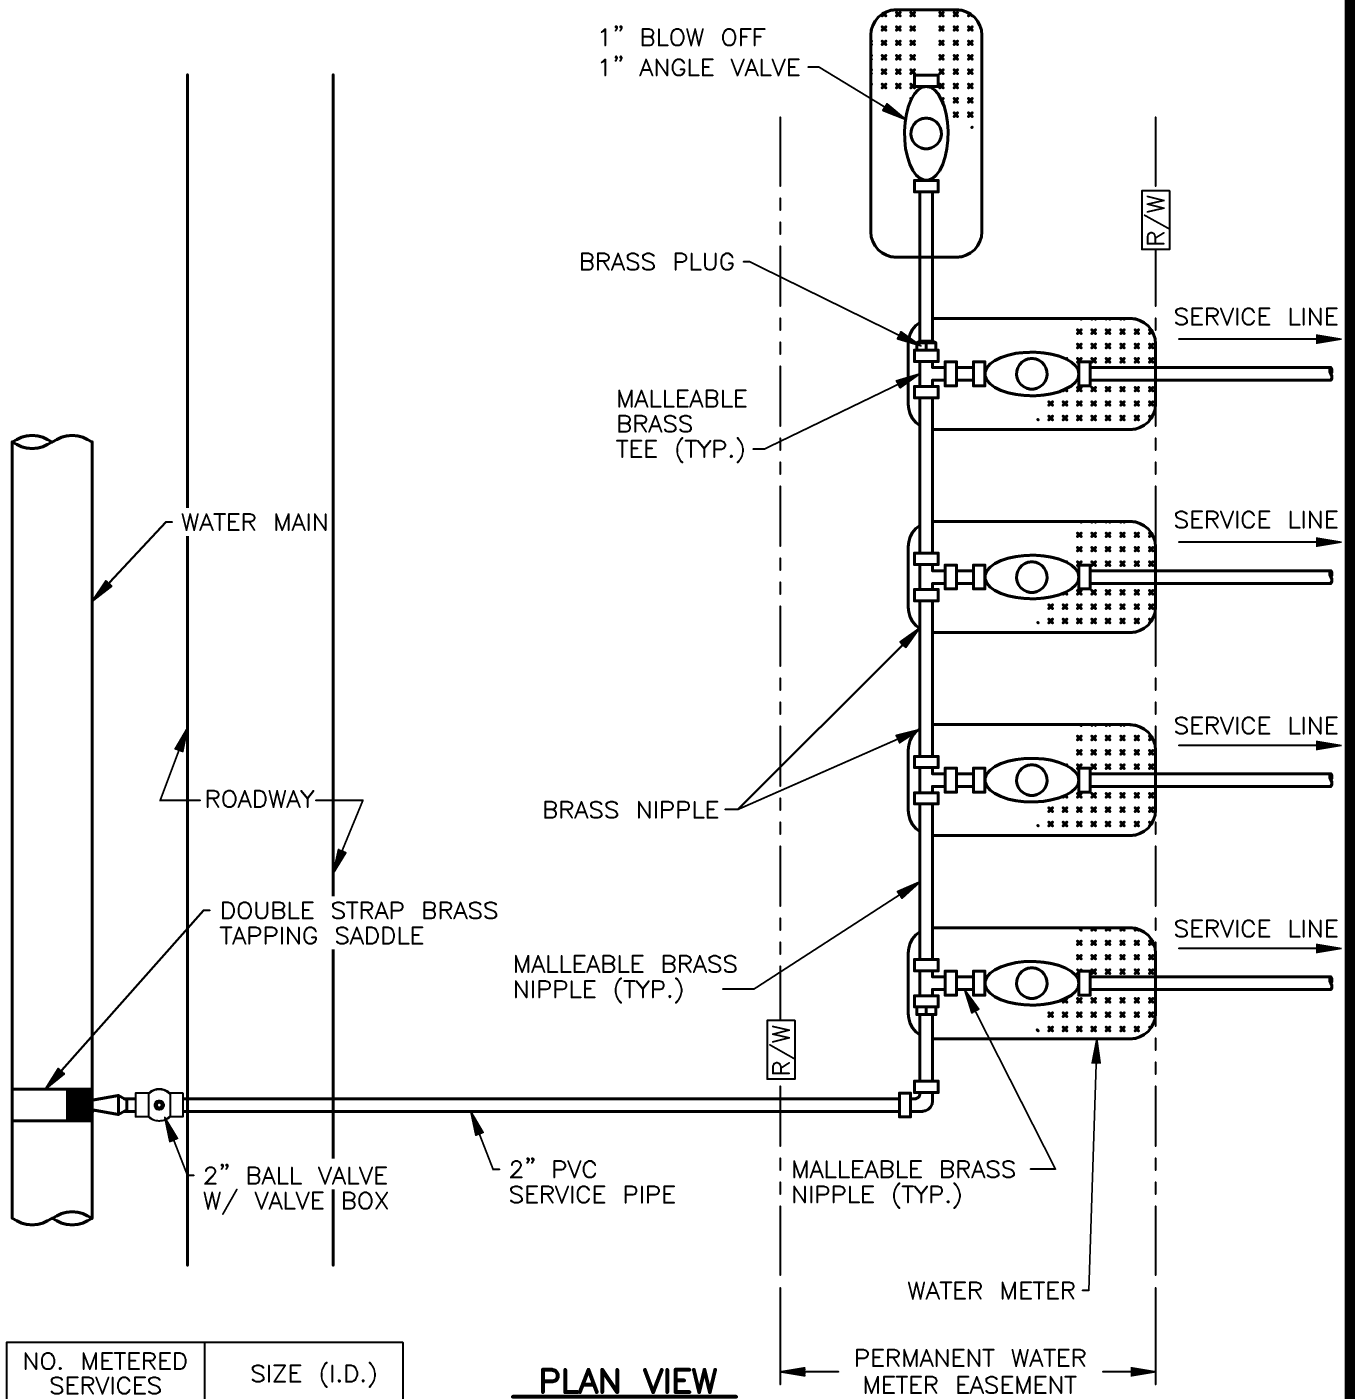 1” BLOW OFF
1” ANGLE VALVE
R/W
BRASS PLUG
SERVICE LINE
MALLEABLE
BRASS
TEE (TYP.)
WATER MAIN
SERVICE LINE
SERVICE LINE
ROADWAY
BRASS NIPPLE
DOUBLE STRAP BRASS
TAPPING SADDLE
SERVICE LINE
MALLEABLE BRASS
NIPPLE (TYP.)
R/W
2” BALL VALVE
W/ VALVE BOX
2” PVC
SERVICE PIPE
MALLEABLE BRASS
NIPPLE (TYP.)
WATER METER
NO. METERED
SERVICES
SIZE (I.D.)
PLAN VIEW
PERMANENT WATER
METER EASEMENT